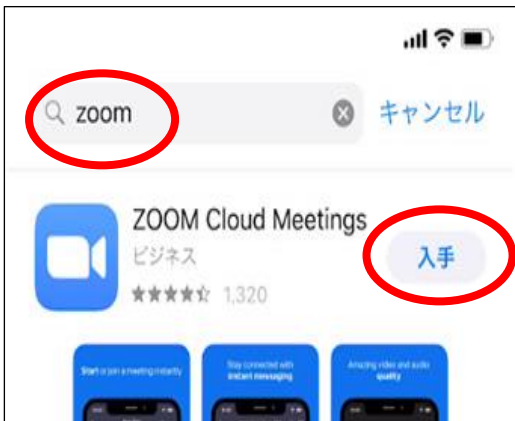 zoom
キャンセル
ZOOM Cloud Meetings
ビジネス
入手
1,320
Start or join a meeting instantly
Stay connected with
instant messaging
Amazing video and audio
quality